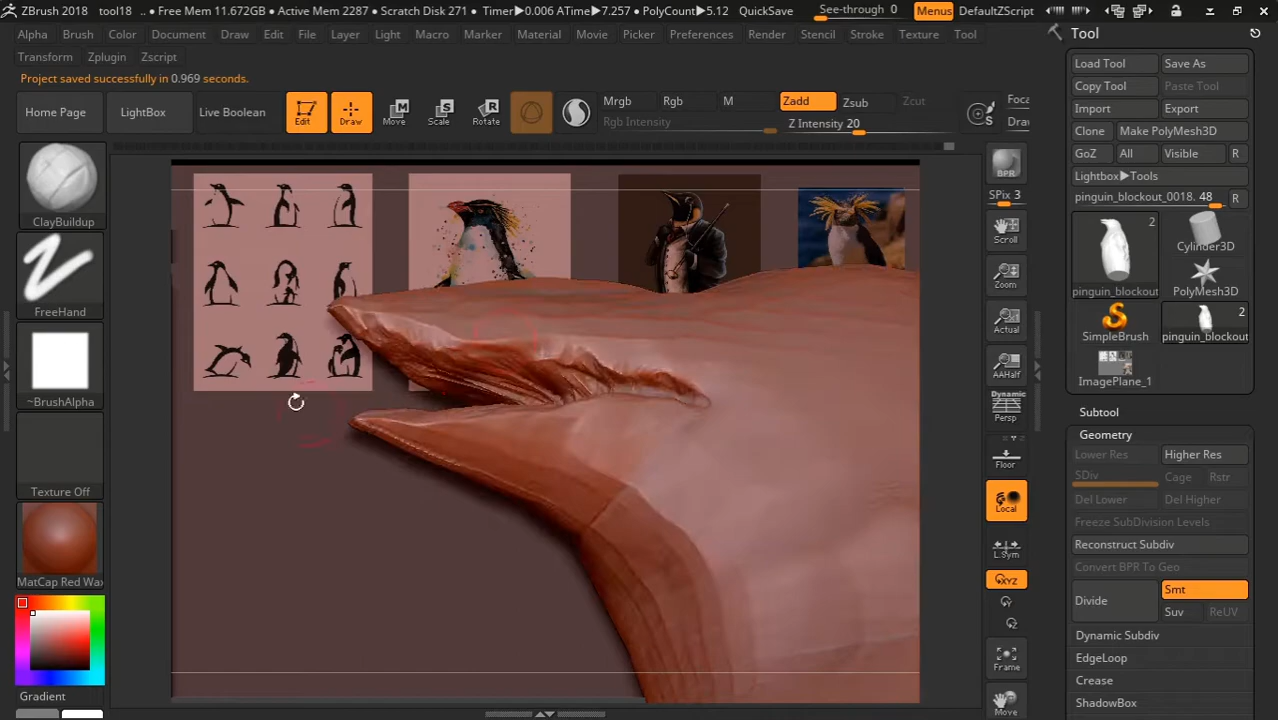 ZBrush 2018 tool18 .. • Free Mem 11.672GB • Active Mem 2287 • Scratch Disk 271 • Timer▶0.006 ATime▶7.257 • PolyCount▶5.12 QuickSave See-through 0 Menus DefaultZScript
Alpha Brush Color Document Draw Edit File Layer Light Macro Marker Material Movie Picker Preferences Render Stencil Stroke Texture Tool
Transform Zplugin Zscript
Project saved successfully in 0.969 seconds.
Home Page LightBox Live Boolean Edit Draw Move Scale Rotate
Mrgb Rgb M Zadd Zsub Zcut Foca
Rgb Intensity Z Intensity 20 Draw
ClayBuildup
FreeHand
~BrushAlpha
Texture Off
MatCap Red Wax
Gradient
BPR
SPix 3
Scroll
Zoom
Actual
AAHalf
Dynamic
Persp
Floor
Local
L.Sym
XYZ
Y
Z
Frame
Move
Tool
Load Tool Save As
Copy Tool Paste Tool
Import Export
Clone Make PolyMesh3D
GoZ All Visible R
Lightbox▶Tools
pinguin_blockout_0018. 48 R
2
pinguin_blockout
Cylinder3D
PolyMesh3D
SimpleBrush
2
pinguin_blockout
ImagePlane_1
Subtool
Geometry
Lower Res Higher Res
SDiv Cage Rstr
Del Lower Del Higher
Freeze SubDivision Levels
Reconstruct Subdiv
Convert BPR To Geo
Divide Smt
Suv ReUV
Dynamic Subdiv
EdgeLoop
Crease
ShadowBox